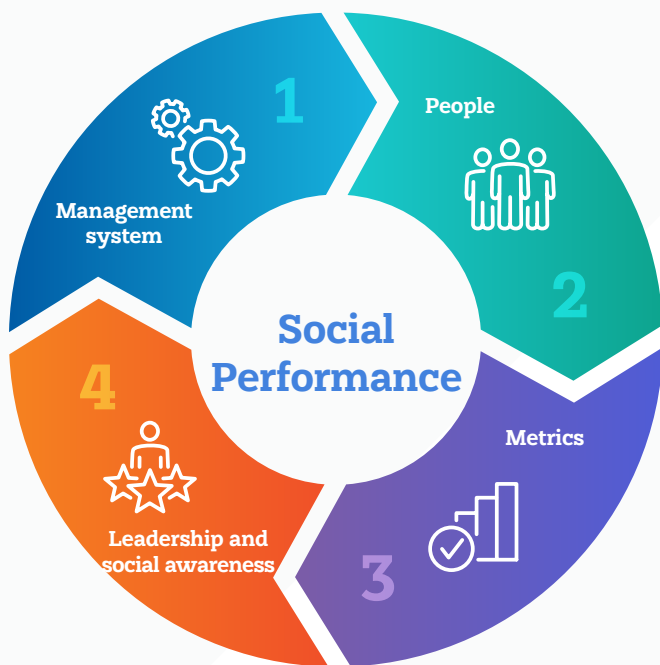 1
Management
system
People
2
Social
Performance
Metrics
3
4
Leadership and
social awareness